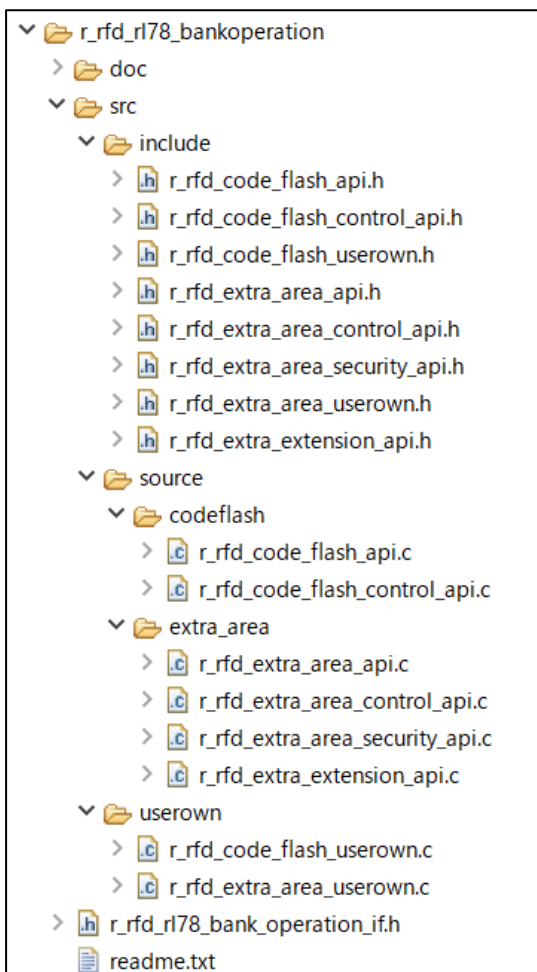 r_rfd_rl78_bankoperation
doc
src
include
r_rfd_code_flash_api.h
r_rfd_code_flash_control_api.h
r_rfd_code_flash_userown.h
r_rfd_extra_area_api.h
r_rfd_extra_area_control_api.h
r_rfd_extra_area_security_api.h
r_rfd_extra_area_userown.h
r_rfd_extra_extension_api.h
source
codeflash
r_rfd_code_flash_api.c
r_rfd_code_flash_control_api.c
extra_area
r_rfd_extra_area_api.c
r_rfd_extra_area_control_api.c
r_rfd_extra_area_security_api.c
r_rfd_extra_extension_api.c
userown
r_rfd_code_flash_userown.c
r_rfd_extra_area_userown.c
r_rfd_rl78_bank_operation_if.h
readme.txt